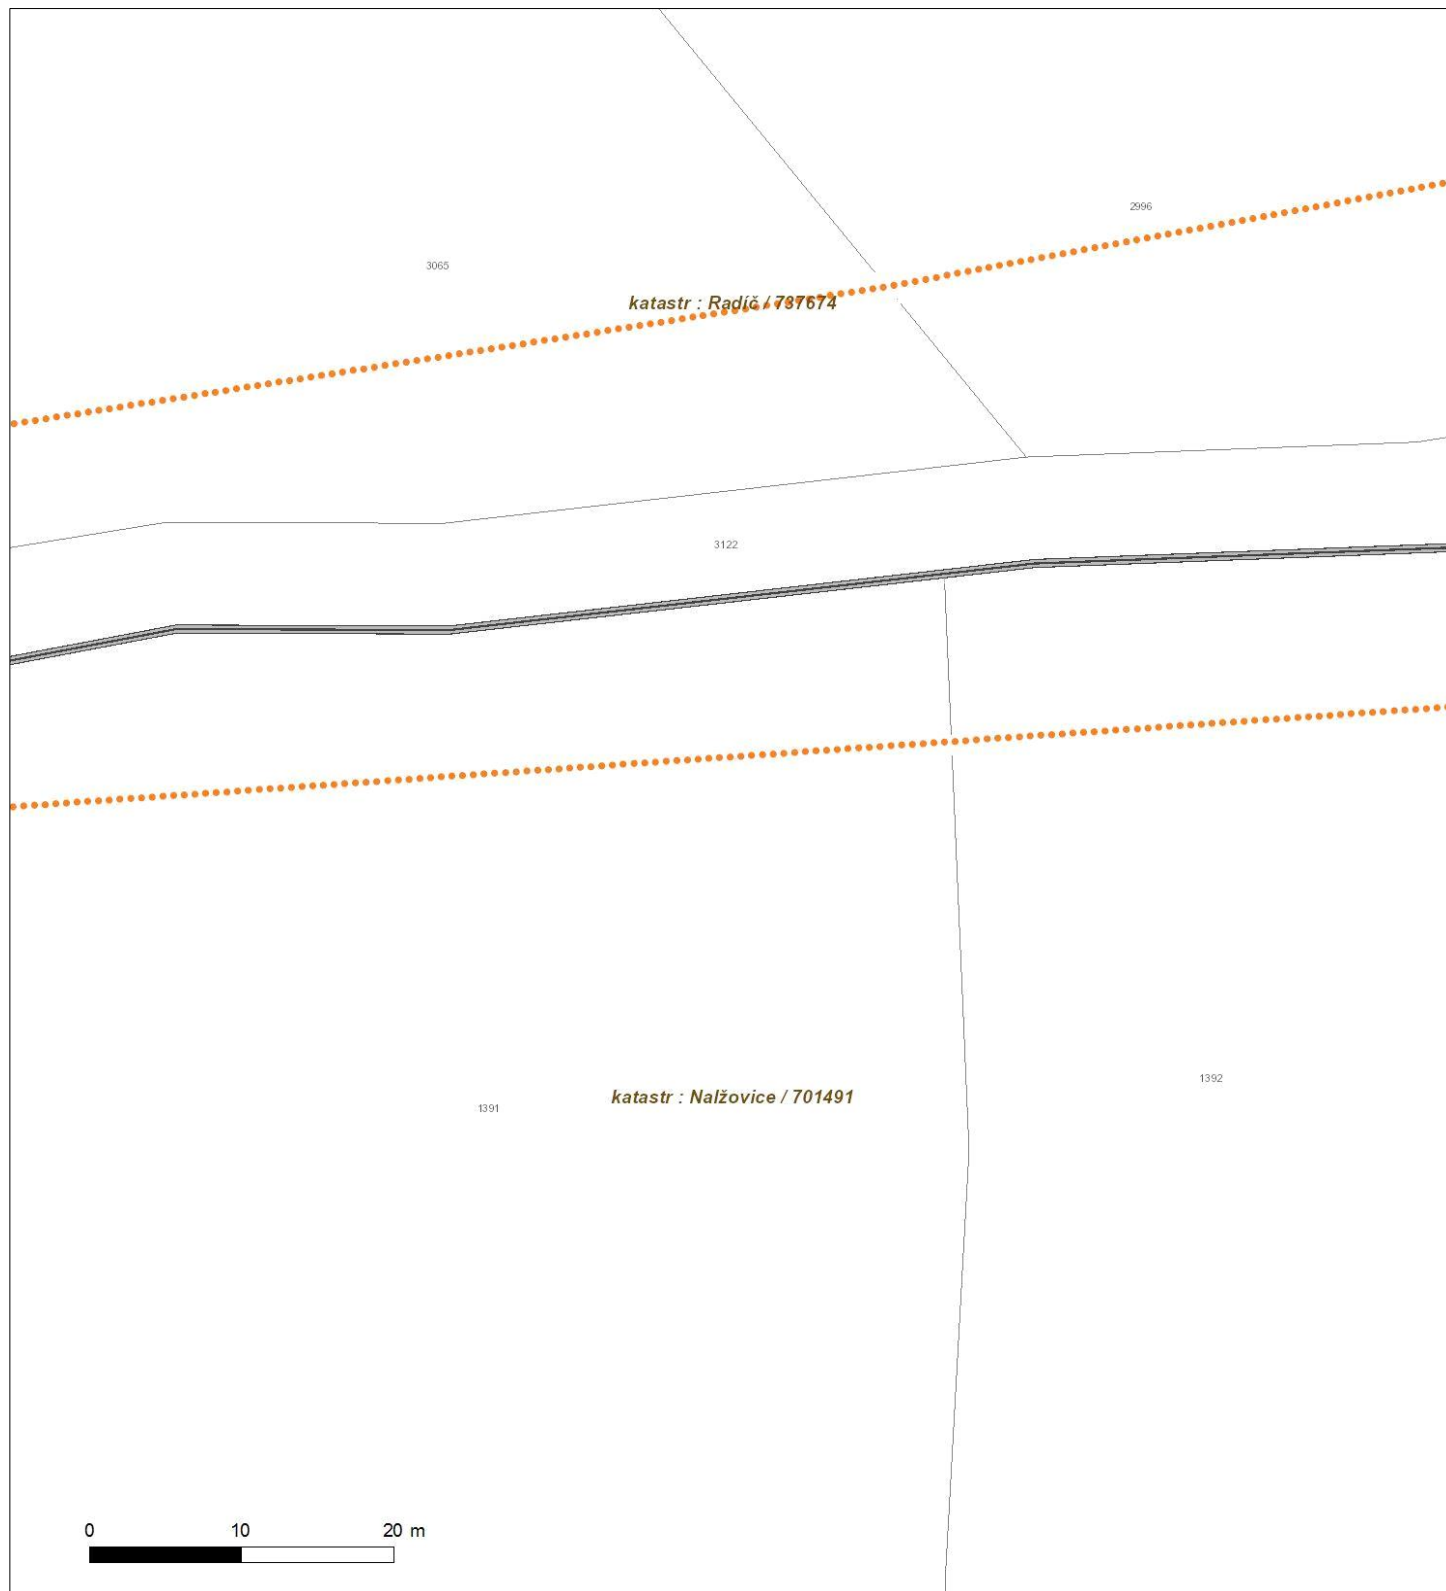 2996
3065
katastr : Radíč / 737674
3122
1392
katastr : Nalžovice / 701491
1391
0 10 20 m